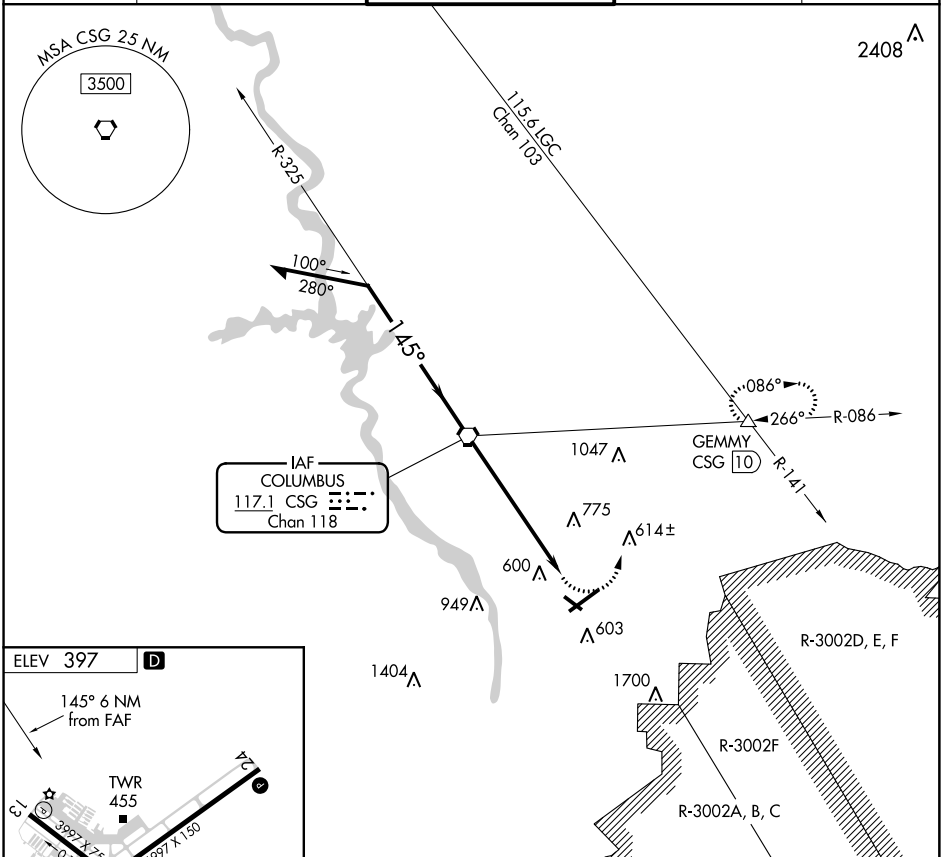 MSA CSG 25 NM
3500
2408
115.6 LGC
Chan 103
R-325
100°
280°
145°
086°
266°
R-086
GEMMY
CSG 10
R-141
IAF
COLUMBUS
117.1 CSG
Chan 118
1047
775
614±
600
949
603
1404
1700
R-3002D, E, F
R-3002F
R-3002A, B, C
ELEV 397
D
145° 6 NM
from FAF
TWR
455
24
P
13
P
3997 X 75